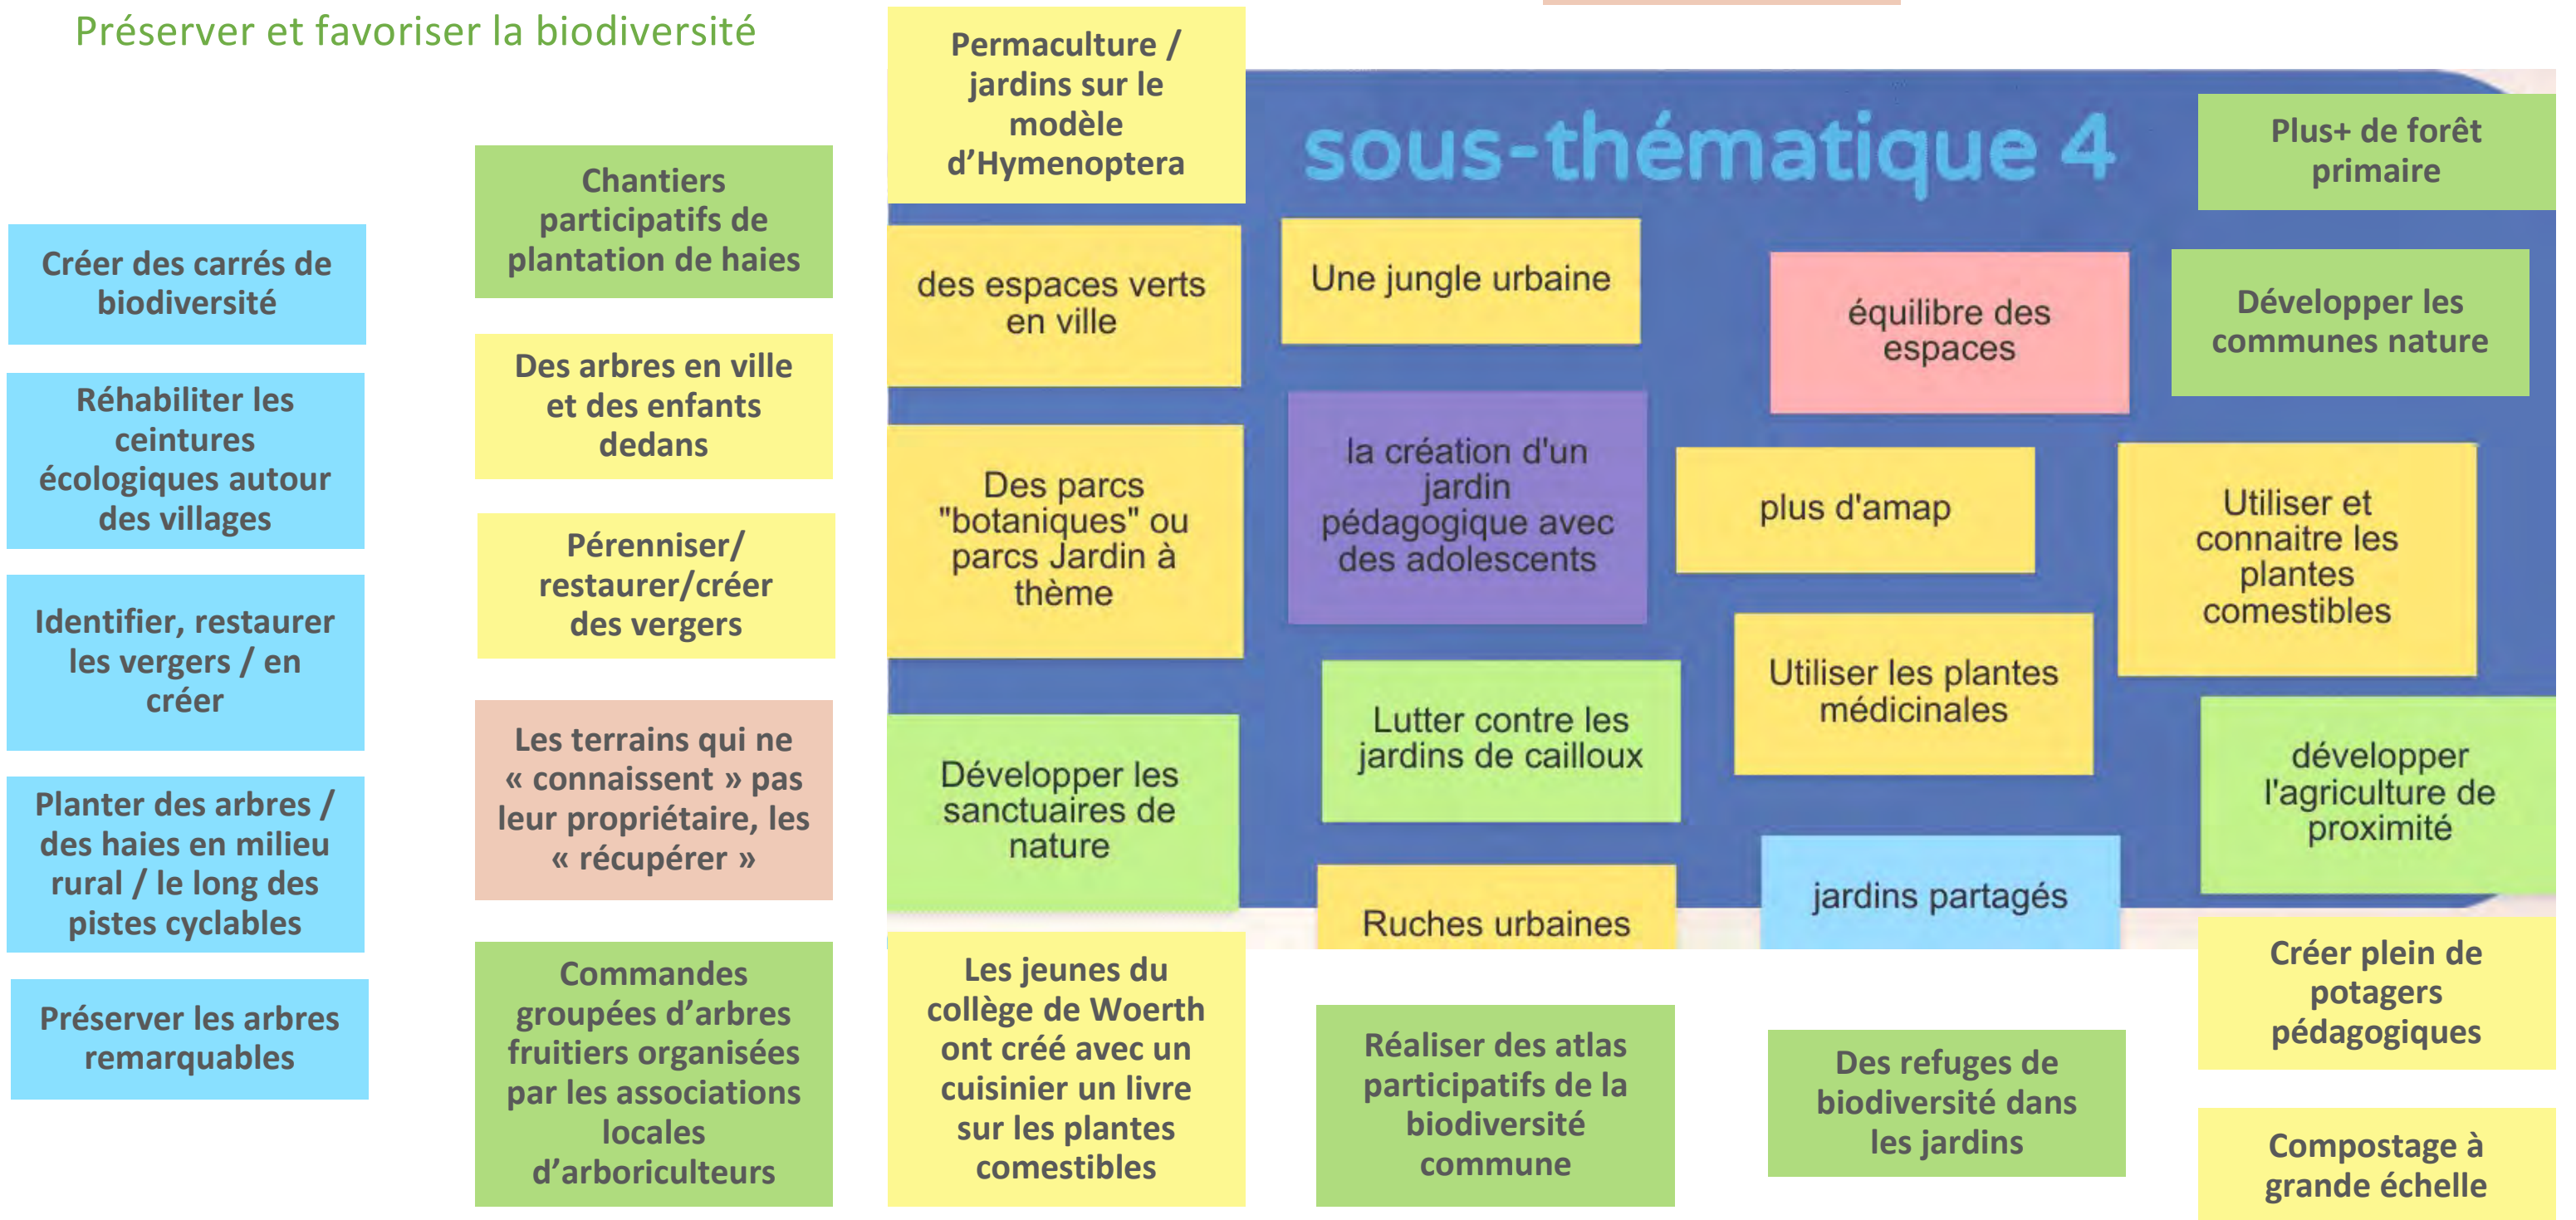 Préserver et favoriser la biodiversité
Créer des carrés de
biodiversité
Réhabiliter les
ceintures
écologiques autour
des villages
Identifier, restaurer
les vergers / en
créer
Planter des arbres /
des haies en milieu
rural / le long des
pistes cyclables
Préserver les arbres
remarquables
Chantiers
participatifs de
plantation de haies
Des arbres en ville
et des enfants
dedans
Pérenniser/
restaurer/créer
des vergers
Les terrains qui ne
« connaissent » pas
leur propriétaire, les
« récupérer »
Commandes
groupées d’arbres
fruitiers organisées
par les associations
locales
d’arboriculteurs
Permaculture /
jardins sur le
modèle
d’Hymenoptera
sous-thématique 4
Plus+ de forêt
primaire
des espaces verts
en ville
Une jungle urbaine
équilibre des
espaces
Développer les
communes nature
Des parcs
"botaniques" ou
parcs Jardin à
thème
la création d'un
jardin
pédagogique avec
des adolescents
plus d'amap
Utiliser et
connaitre les
plantes
comestibles
Développer les
sanctuaires de
nature
Lutter contre les
jardins de cailloux
Utiliser les plantes
médicinales
développer
l'agriculture de
proximité
Ruches urbaines
jardins partagés
Les jeunes du
collège de Woerth
ont créé avec un
cuisinier un livre
sur les plantes
comestibles
Réaliser des atlas
participatifs de la
biodiversité
commune
Des refuges de
biodiversité dans
les jardins
Créer plein de
potagers
pédagogiques
Compostage à
grande échelle